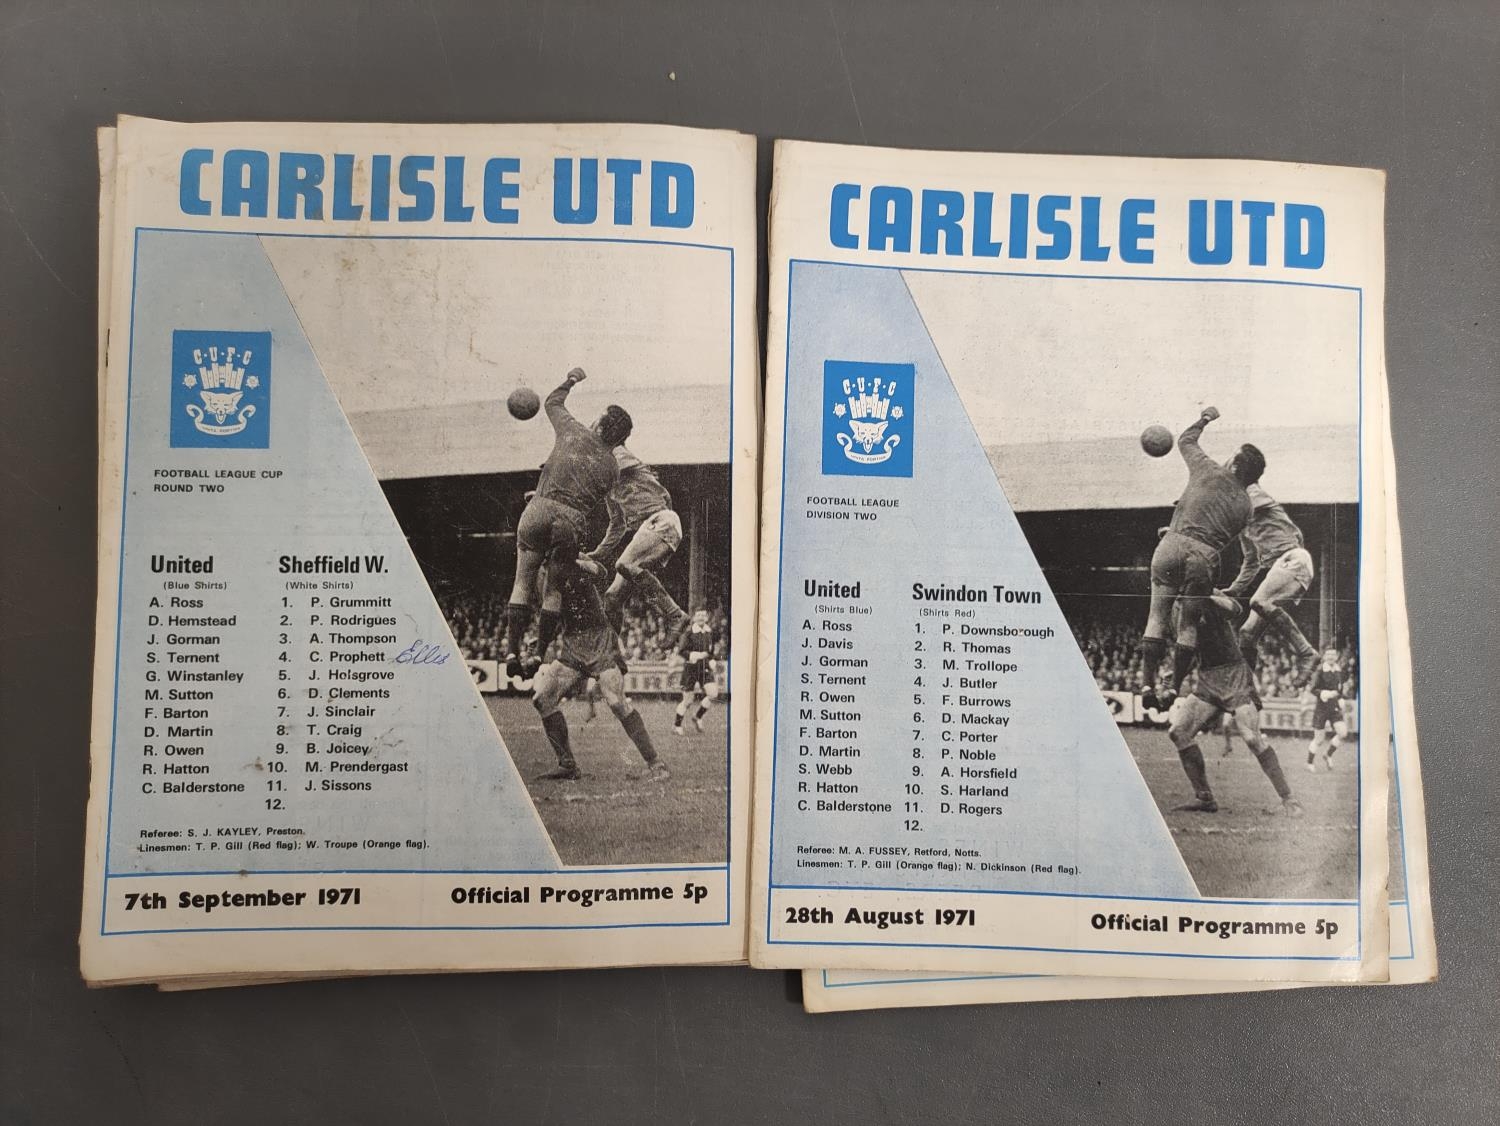 CARLISLE UTD
C·U·F·C
FOOTBALL LEAGUE CUP
ROUND TWO
United Sheffield W.
(Blue Shirts) (White Shirts)
A. Ross 1. P. Grummitt
D. Hemstead 2. P. Rodrigues
J. Gorman 3. A. Thompson
S. Ternent 4. C. Prophett Ellis
G. Winstanley 5. J. Holsgrove
M. Sutton 6. D. Clements
F. Barton 7. J. Sinclair
D. Martin 8. T. Craig
R. Owen 9. B. Joicey
R. Hatton 10. M. Prendergast
C. Balderstone 11. J. Sissons
12.
Referee: S. J. KAYLEY, Preston.
Linesmen: T. P. Gill (Red flag); W. Troupe (Orange flag).
7th September 1971 Official Programme 5p
CARLISLE UTD
C·U·F·C
FOOTBALL LEAGUE
DIVISION TWO
United Swindon Town
(Shirts Blue) (Shirts Red)
A. Ross 1. P. Downsborough
J. Davis 2. R. Thomas
J. Gorman 3. M. Trollope
S. Ternent 4. J. Butler
R. Owen 5. F. Burrows
M. Sutton 6. D. Mackay
F. Barton 7. C. Porter
D. Martin 8. P. Noble
S. Webb 9. A. Horsfield
R. Hatton 10. S. Harland
C. Balderstone 11. D. Rogers
12.
Referee: M. A. FUSSEY, Retford, Notts.
Linesmen: T. P. Gill (Orange flag); N. Dickinson (Red flag).
28th August 1971 Official Programme 5p